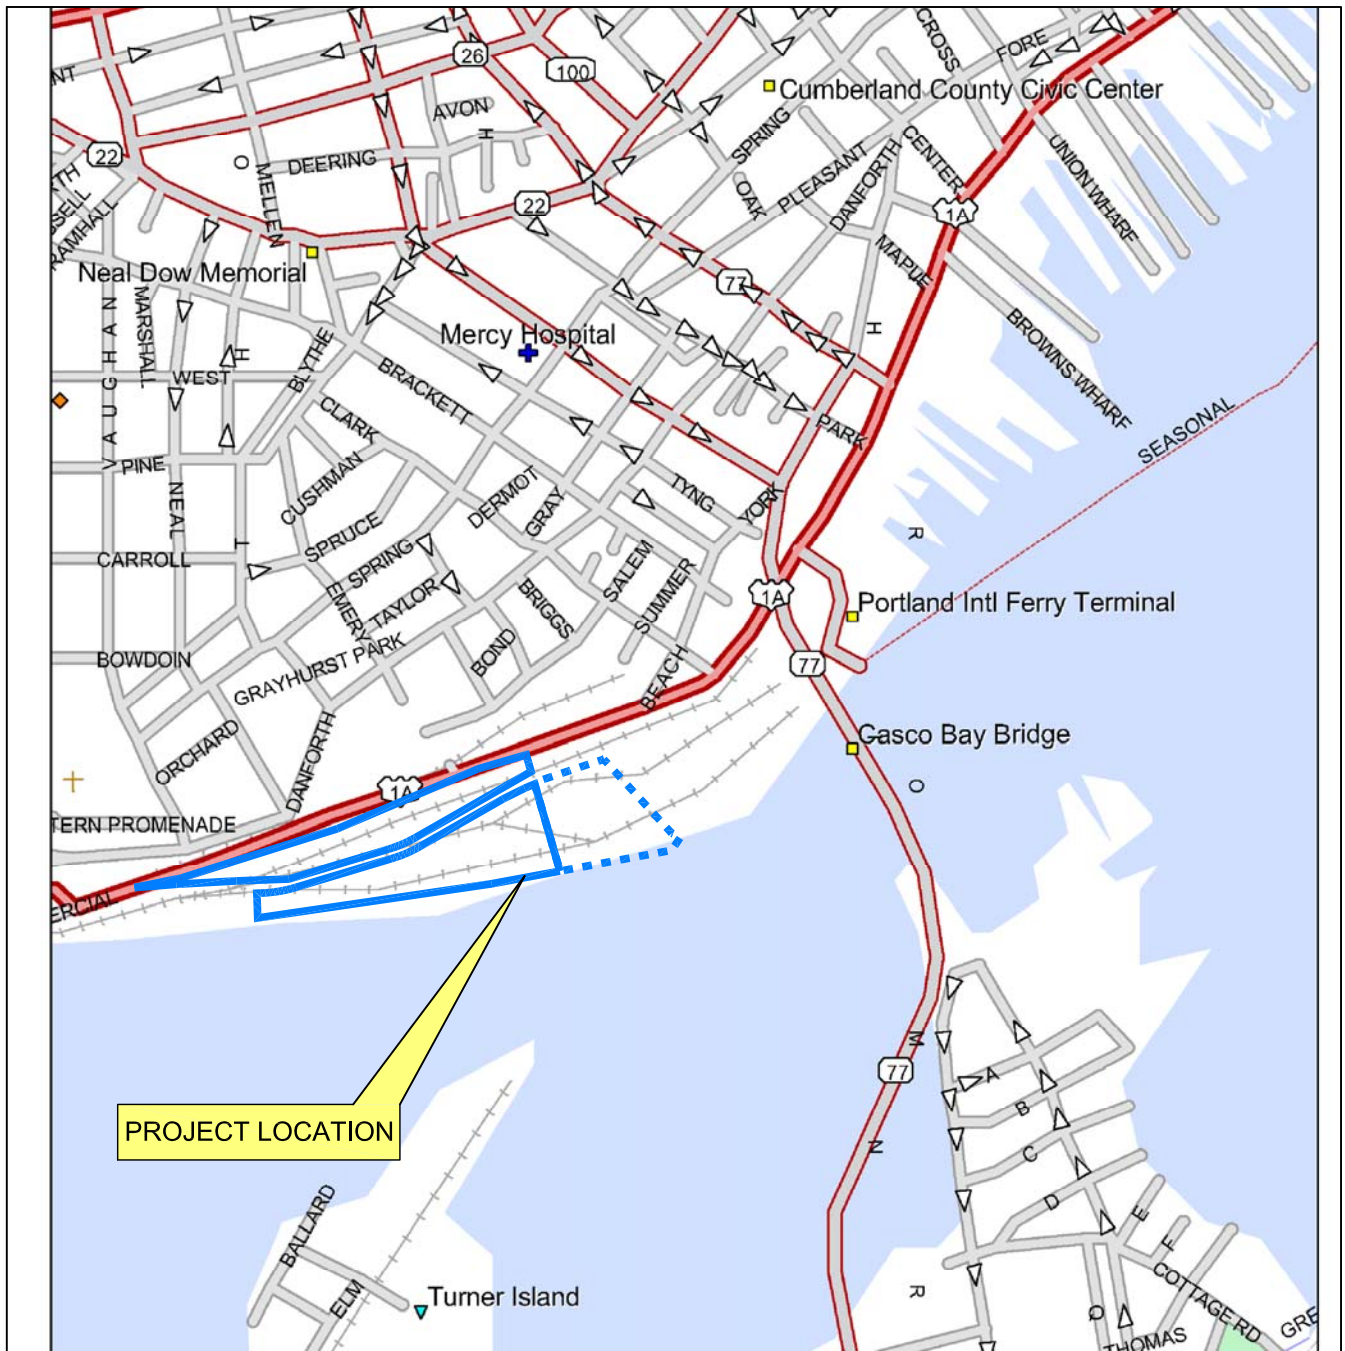 CROSS
FORE
26
100
Cumberland County Civic Center
AVON
H
SPRING
CENTER
UNION WHARF
22
O
MELLEN
DEERING
PLEASANT
DANFORTH
OAK
22
1A
RAMHALL
Neal Dow Memorial
MAPLE
77
VAUGHAN
MARSHALL
Mercy Hospital
H
BROWNS WHARF
H
BLYTHE
WEST
BRACKETT
CLARK
PARK
SEASONAL
PINE
NEAL
CUSHMAN
DERMOT
GRAY
TYNG
YORK
R
SPRUCE
T
CARROLL
SPRING
EMERY
TAYLOR
BRIGGS
SALEM
SUMMER
1A
Portland Intl Ferry Terminal
BOWDOIN
GRAYHURST PARK
BOND
BEACH
77
ORCHARD
DANFORTH
Casco Bay Bridge
O
1A
TERN PROMENADE
ERCIAL
M
77
A
B
PROJECT LOCATION
N
C
D
E
F
BALLARD
ELM
Turner Island
R
COTTAGE RD
O
THOMAS
GRE